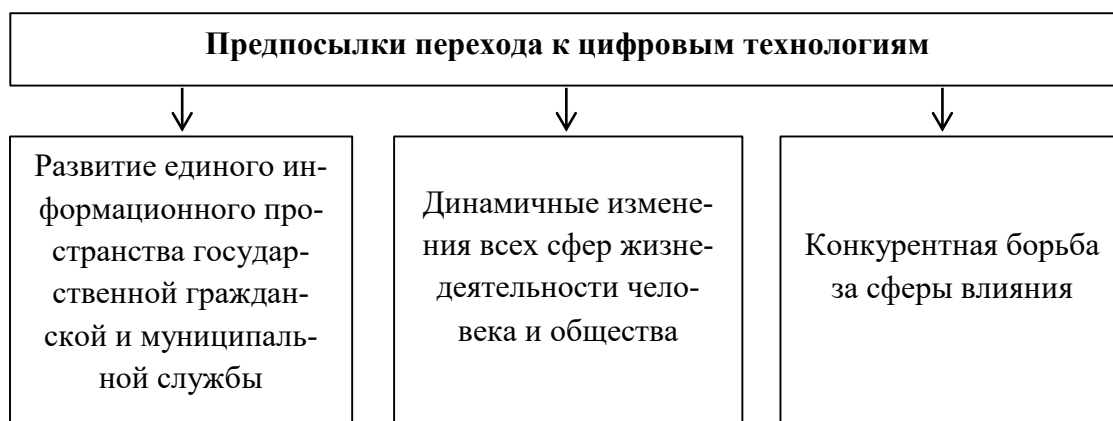 Предпосылки перехода к цифровым технологиям
Развитие единого ин-
формационного про-
странства государ-
ственной граждан-
ской и муниципаль-
ной службы
Динамичные измене-
ния всех сфер жизне-
деятельности чело-
века и общества
Конкурентная борьба
за сферы влияния